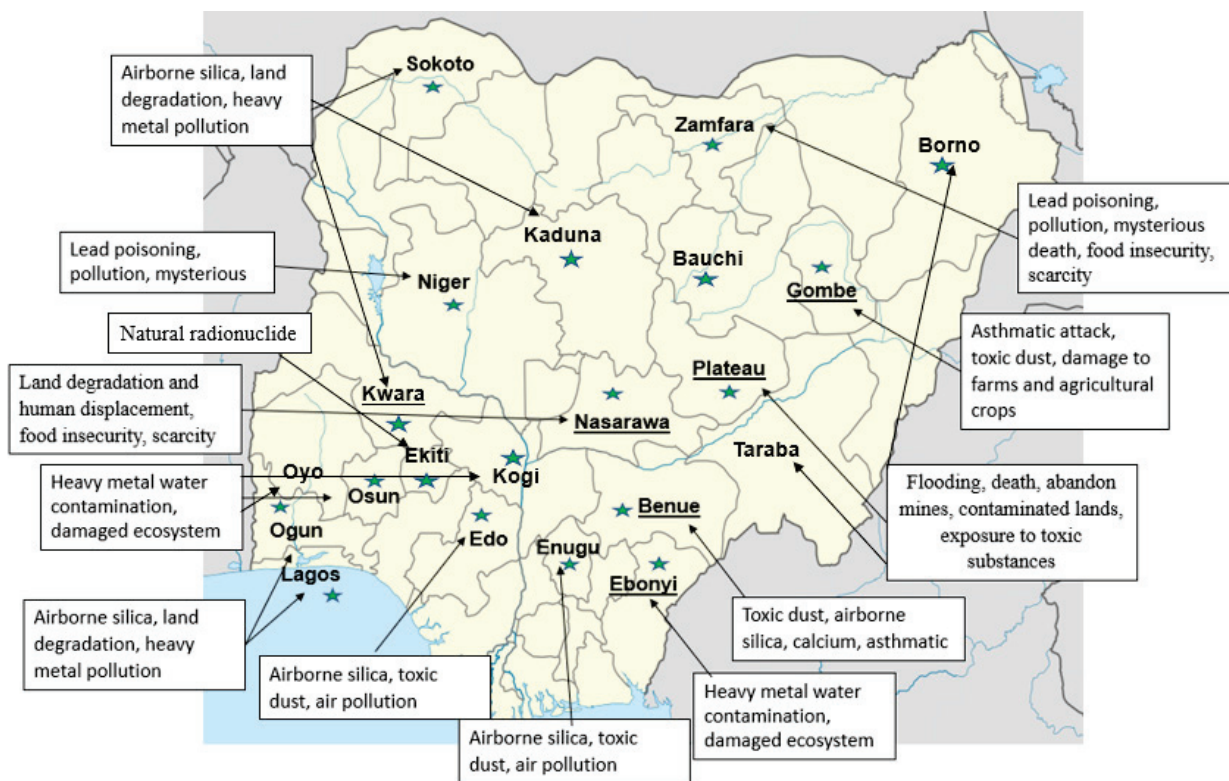 Airborne silica, land
degradation, heavy
metal pollution
Sokoto
Zamfara
Borno
Lead poisoning,
pollution, mysterious
death, food insecurity,
scarcity
Kaduna
Lead poisoning,
pollution, mysterious
Niger
Bauchi
Gombe
Natural radionuclide
Asthmatic attack,
toxic dust, damage to
farms and agricultural
crops
Land degradation and
human displacement,
food insecurity, scarcity
Kwara
Plateau
Nasarawa
Ekiti
Kogi
Taraba
Oyo
Osun
Heavy metal water
contamination,
damaged ecosystem
Flooding, death, abandon
mines, contaminated lands,
exposure to toxic
substances
Benue
Ogun
Edo
Enugu
Ebonyi
Lagos
Airborne silica, land
degradation, heavy
metal pollution
Toxic dust, airborne
silica, calcium, asthmatic
Airborne silica, toxic
dust, air pollution
Heavy metal water
contamination,
damaged ecosystem
Airborne silica, toxic
dust, air pollution